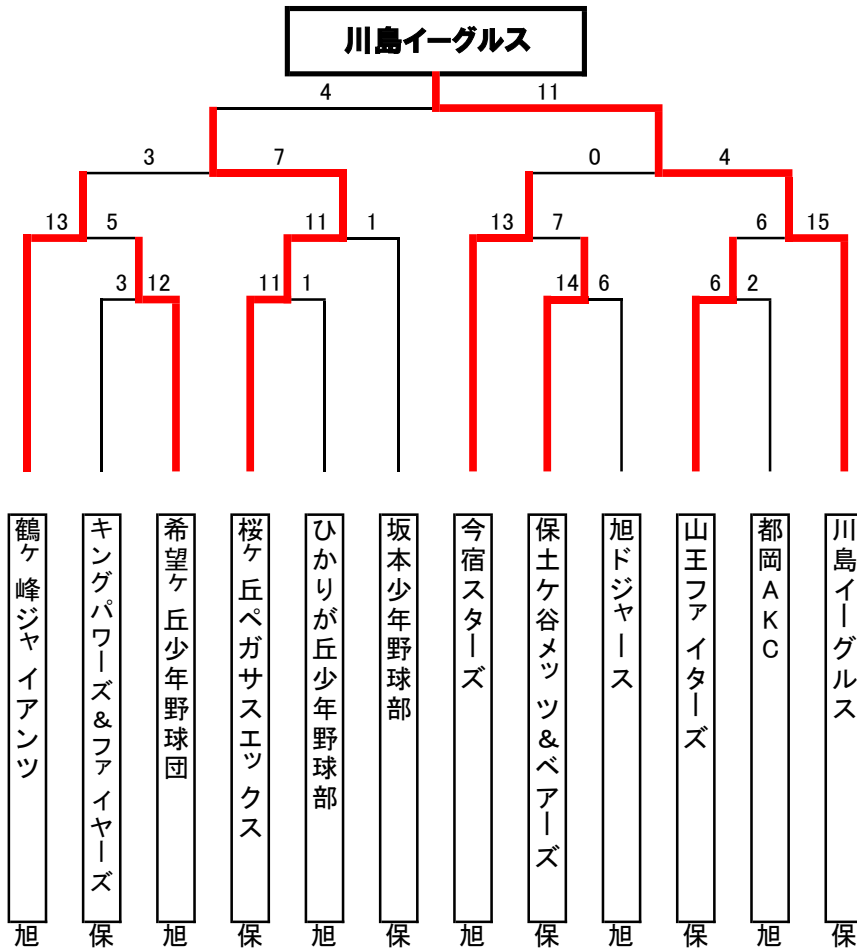 川島イーグルス
4 11
3 7 0 4
13 5 11 1 13 7 6 15
3 12 11 1 14 6 6 2
鶴ヶ峰ジャイアンツ
キングパワーズ&ファイヤーズ
希望ヶ丘少年野球団
桜ヶ丘ペガサスエックス
ひかりが丘少年野球部
坂本少年野球部
今宿スターズ
保土ケ谷メッツ&ベアーズ
旭ドジャース
山王ファイターズ
都岡AKC
川島イーグルス
旭 保 旭 保 旭 保 旭 保 旭 保 旭 保